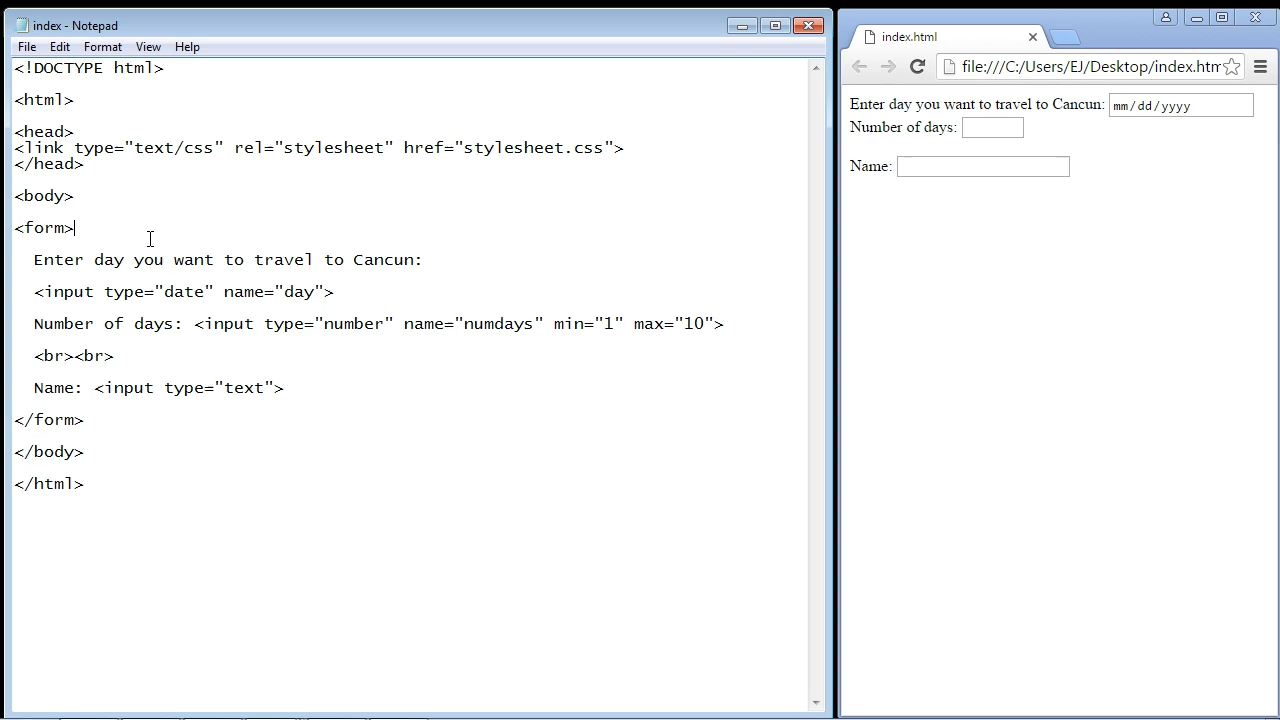 index - Notepad
File Edit Format View Help
<!DOCTYPE html>
<html>
<head>
<link type="text/css" rel="stylesheet" href="stylesheet.css">
</head>
<body>
<form>
Enter day you want to travel to Cancun:
<input type="date" name="day">
Number of days: <input type="number" name="numdays" min="1" max="10">
<br><br>
Name: <input type="text">
</form>
</body>
</html>
index.html
file:///C:/Users/EJ/Desktop/index.htm
Enter day you want to travel to Cancun: mm/dd/yyyy
Number of days:
Name: